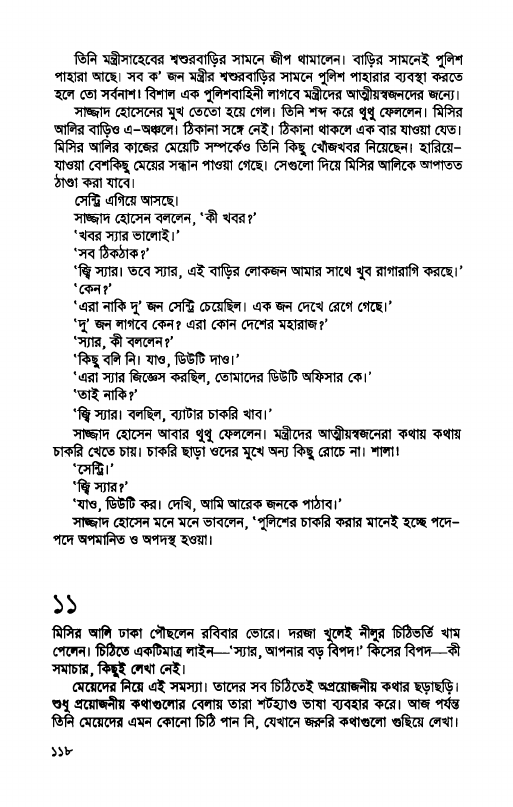 তিনি মন্ত্রীসাহেবের শ্বশুরবাড়ির সামনে জীপ থামালেন। বাড়ির সামনেই পুলিশ
পাহারা আছে। সব ক’ জন মন্ত্রীর শ্বশুরবাড়ির সামনে পুলিশ পাহারার ব্যবস্থা করতে
হলে তো সর্বনাশ! বিশাল এক পুলিশবাহিনী লাগবে মন্ত্রীদের আত্মীয়স্বজনদের জন্যে।
সাজ্জাদ হোসেনের মুখ তেতো হয়ে গেল। তিনি শব্দ করে থুথু ফেললেন। মিসির
আলির বাড়িও এ–অঞ্চলে। ঠিকানা সঙ্গে নেই। ঠিকানা থাকলে এক বার যাওয়া যেত।
মিসির আলির কাজের মেয়েটি সম্পর্কেও তিনি কিছু খোঁজখবর নিয়েছেন। হারিয়ে–
যাওয়া বেশকিছু মেয়ের সন্ধান পাওয়া গেছে। সেগুলো দিয়ে মিসির আলিকে আপাতত
ঠাণ্ডা করা যাবে।
সেন্ট্রি এগিয়ে আসছে।
সাজ্জাদ হোসেন বললেন, ‘কী খবর?’
‘খবর স্যার ভালোই।’
‘সব ঠিকঠাক?’
‘জ্বি স্যার। তবে স্যার, এই বাড়ির লোকজন আমার সাথে খুব রাগারাগি করছে।’
‘কেন?’
‘এরা নাকি দু’ জন সেন্ট্রি চেয়েছিল। এক জন দেখে রেগে গেছে।’
‘দু’ জন লাগবে কেন? এরা কোন দেশের মহারাজ?’
‘স্যার, কী বললেন?’
‘কিছু বলি নি। যাও, ডিউটি দাও।’
‘এরা স্যার জিজ্ঞেস করছিল, তোমাদের ডিউটি অফিসার কে।’
‘তাই নাকি?’
‘জ্বি স্যার। বলছিল, ব্যাটার চাকরি খাব।’
সাজ্জাদ হোসেন আবার থুথু ফেললেন। মন্ত্রীদের আত্মীয়স্বজনেরা কথায় কথায়
চাকরি খেতে চায়। চাকরি ছাড়া ওদের মুখে অন্য কিছু রোচে না। শালা!
‘সেন্ট্রি।’
‘জ্বি স্যার?’
‘যাও, ডিউটি কর। দেখি, আমি আরেক জনকে পাঠাব।’
সাজ্জাদ হোসেন মনে মনে ভাবলেন, ‘পুলিশের চাকরি করার মানেই হচ্ছে পদে–
পদে অপমানিত ও অপদস্থ হওয়া।
১১
মিসির আলি ঢাকা পৌঁছলেন রবিবার ভোরে। দরজা খুলেই নীলুর চিঠিভর্তি খাম
পেলেন। চিঠিতে একটিমাত্র লাইন—‘স্যার, আপনার বড় বিপদ।’ কিসের বিপদ—কী
সমাচার, কিছুই লেখা নেই।
মেয়েদের নিয়ে এই সমস্যা। তাদের সব চিঠিতেই অপ্রয়োজনীয় কথার ছড়াছড়ি।
শুধু প্রয়োজনীয় কথাগুলোর বেলায় তারা শর্টহ্যাণ্ড ভাষা ব্যবহার করে। আজ পর্যন্ত
তিনি মেয়েদের এমন কোনো চিঠি পান নি, যেখানে জরুরি কথাগুলো গুছিয়ে লেখা।
১১৮